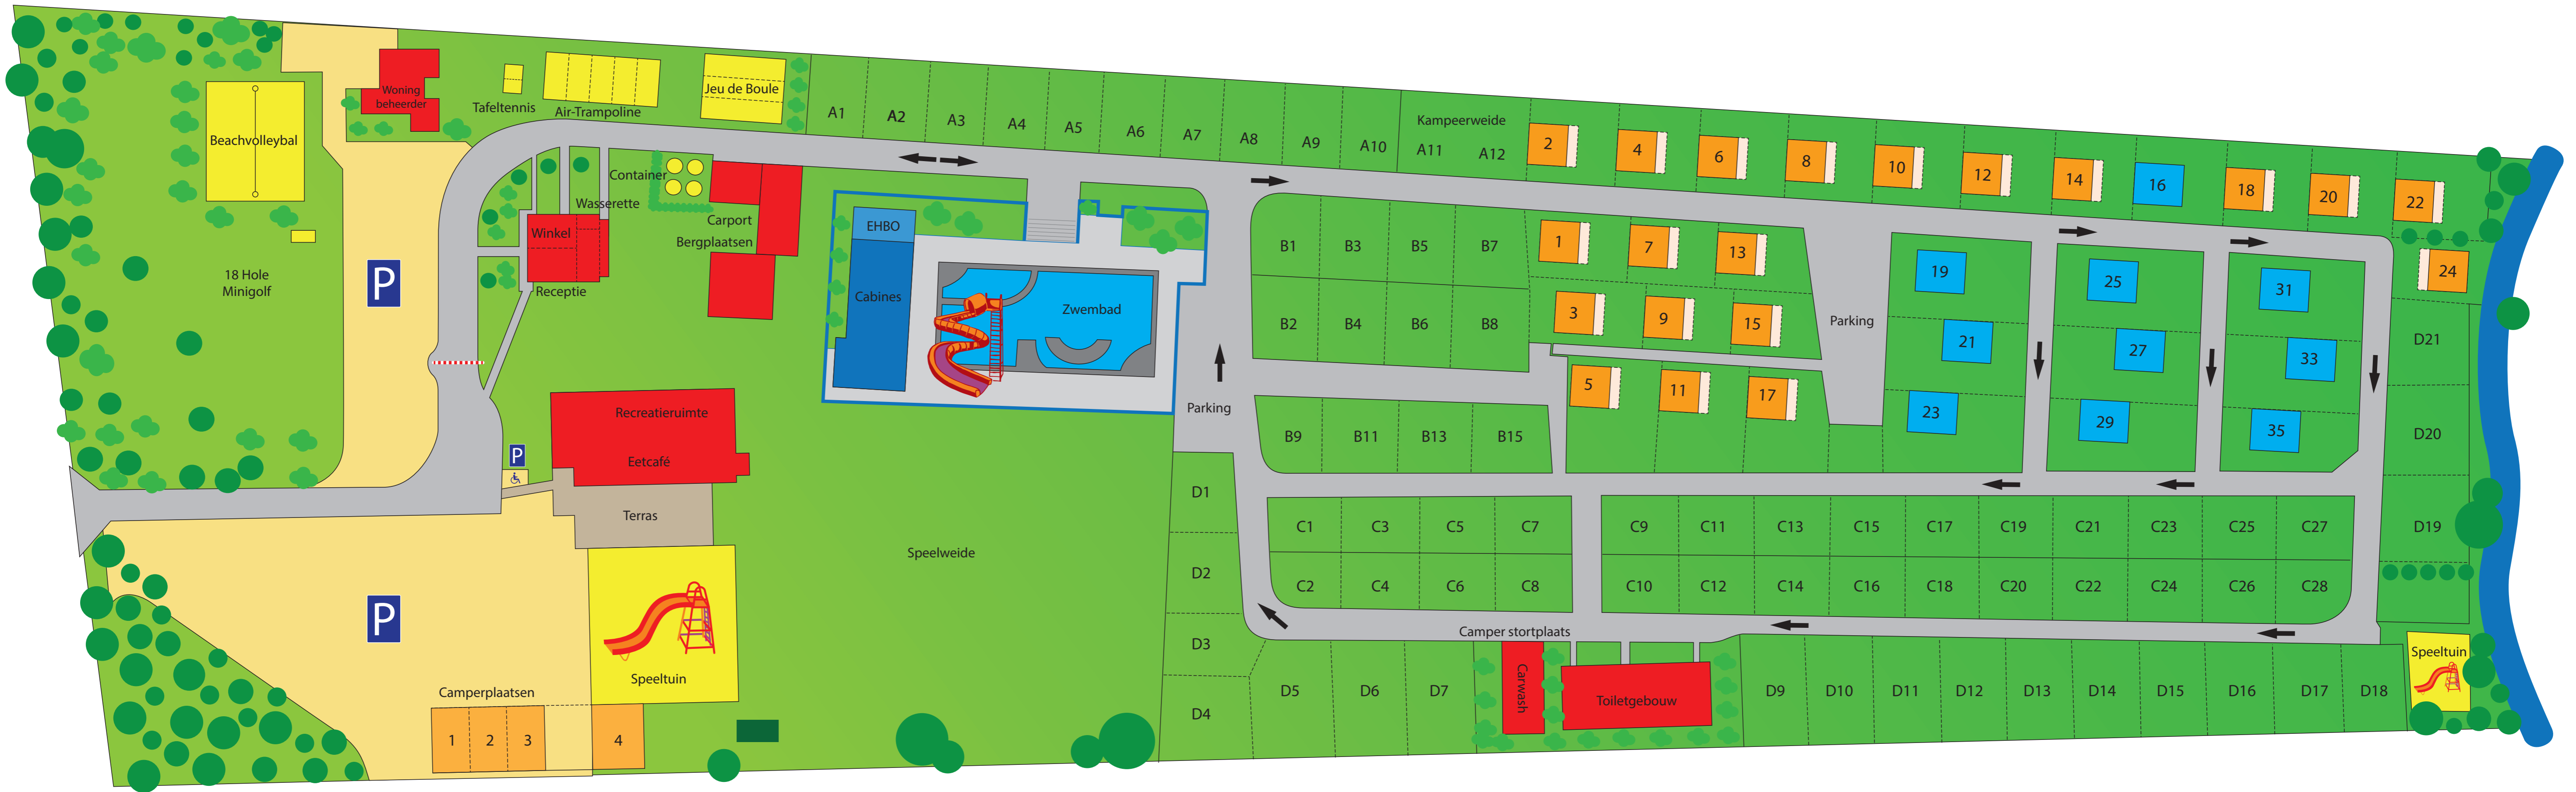 Woning
beheerder
Tafeltennis
Air-Trampoline
Jeu de Boule
Beachvolleybal
18 Hole
Minigolf
P
Container
Wasserette
Winkel
Receptie
Carport
Bergplaatsen
EHBO
Cabines
Zwembad
A1
A2
A3
A4
A5
A6
A7
A8
A9
A10
Kampeerweide
A11
A12
2
4
6
8
10
12
14
16
18
20
22
24
B1
B3
B5
B7
B2
B4
B6
B8
1
7
13
3
9
15
5
11
17
Parking
19
21
23
25
27
29
31
33
35
D21
D20
D19
Parking
B9
B11
B13
B15
Recreatieruimte
Eetcafé
P
Terras
Speelweide
P
Speeltuin
Camperplaatsen
1
2
3
4
D1
D2
D3
D4
C1
C3
C5
C7
C2
C4
C6
C8
C9
C11
C13
C15
C17
C19
C21
C23
C25
C27
C10
C12
C14
C16
C18
C20
C22
C24
C26
C28
Camper stortplaats
D5
D6
D7
Carwash
Toiletgebouw
D9
D10
D11
D12
D13
D14
D15
D16
D17
D18
Speeltuin